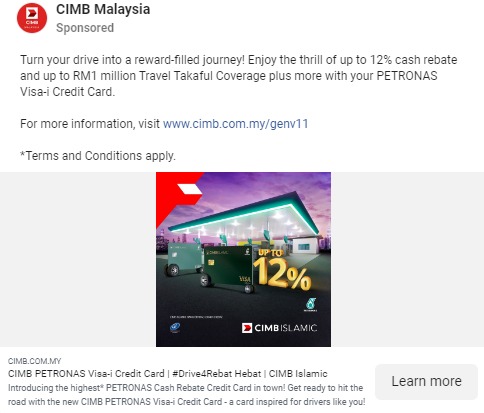 CIMB Malaysia
Sponsored
Turn your drive into a reward-filled journey! Enjoy the thrill of up to 12% cash rebate
and up to RM1 million Travel Takaful Coverage plus more with your PETRONAS
Visa-i Credit Card.
For more information, visit www.cimb.com.my/genv11
*Terms and Conditions apply.
CIMB ISLAMIC
VISA
UP TO
12%
PETRONAS
CIMB ISLAMIC
CIMB.COM.MY
CIMB PETRONAS Visa-i Credit Card | #Drive4Rebat Hebat | CIMB Islamic
Introducing the highest* PETRONAS Cash Rebate Credit Card in town! Get ready to hit the
road with the new CIMB PETRONAS Visa-i Credit Card - a card inspired for drivers like you!
Learn more